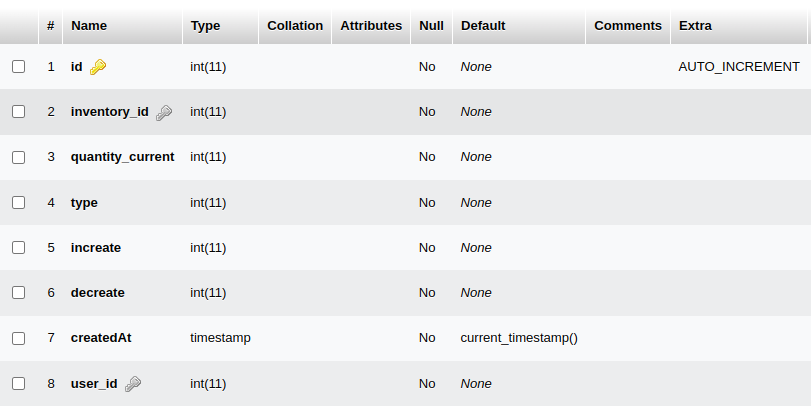 # Name Type Collation Attributes Null Default Comments Extra
1 id int(11) No None AUTO_INCREMENT
2 inventory_id int(11) No None
3 quantity_current int(11) No None
4 type int(11) No None
5 increate int(11) No None
6 decreate int(11) No None
7 createdAt timestamp No current_timestamp()
8 user_id int(11) No None